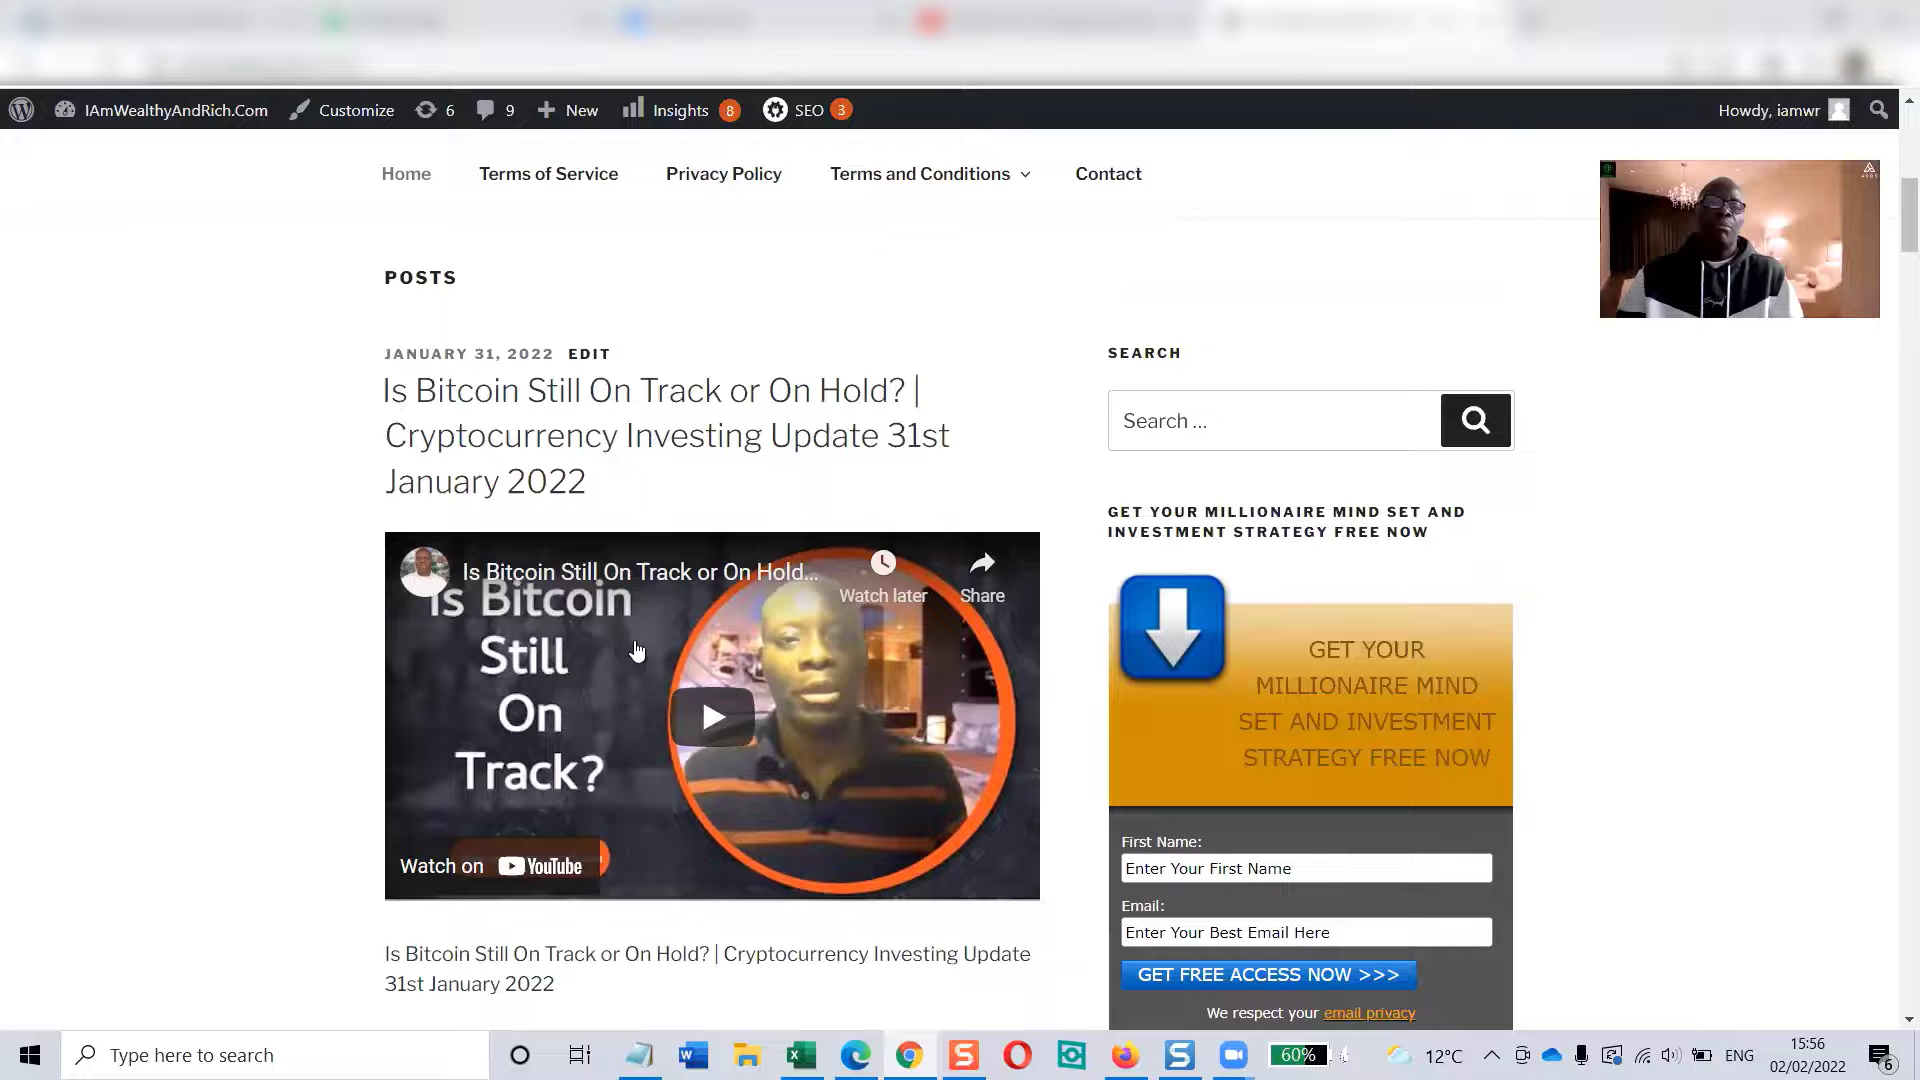 IAmWealthyAndRich.Com Customize 6 9 New Insights 8 SEO 3 Howdy, iamwr
Home Terms of Service Privacy Policy Terms and Conditions Contact
POSTS
JANUARY 31, 2022 EDIT
Is Bitcoin Still On Track or On Hold? |
Cryptocurrency Investing Update 31st
January 2022
Is Bitcoin Still On Track or On Hold...
Watch later Share
Is Bitcoin
Still
On
Track?
Watch on YouTube
Is Bitcoin Still On Track or On Hold? | Cryptocurrency Investing Update
31st January 2022
SEARCH
Search ...
GET YOUR MILLIONAIRE MIND SET AND
INVESTMENT STRATEGY FREE NOW
GET YOUR
MILLIONAIRE MIND
SET AND INVESTMENT
STRATEGY FREE NOW
First Name:
Enter Your First Name
Email:
Enter Your Best Email Here
GET FREE ACCESS NOW >>>
We respect your email privacy
Type here to search
60%
12°C
ENG
15:56
02/02/2022
6